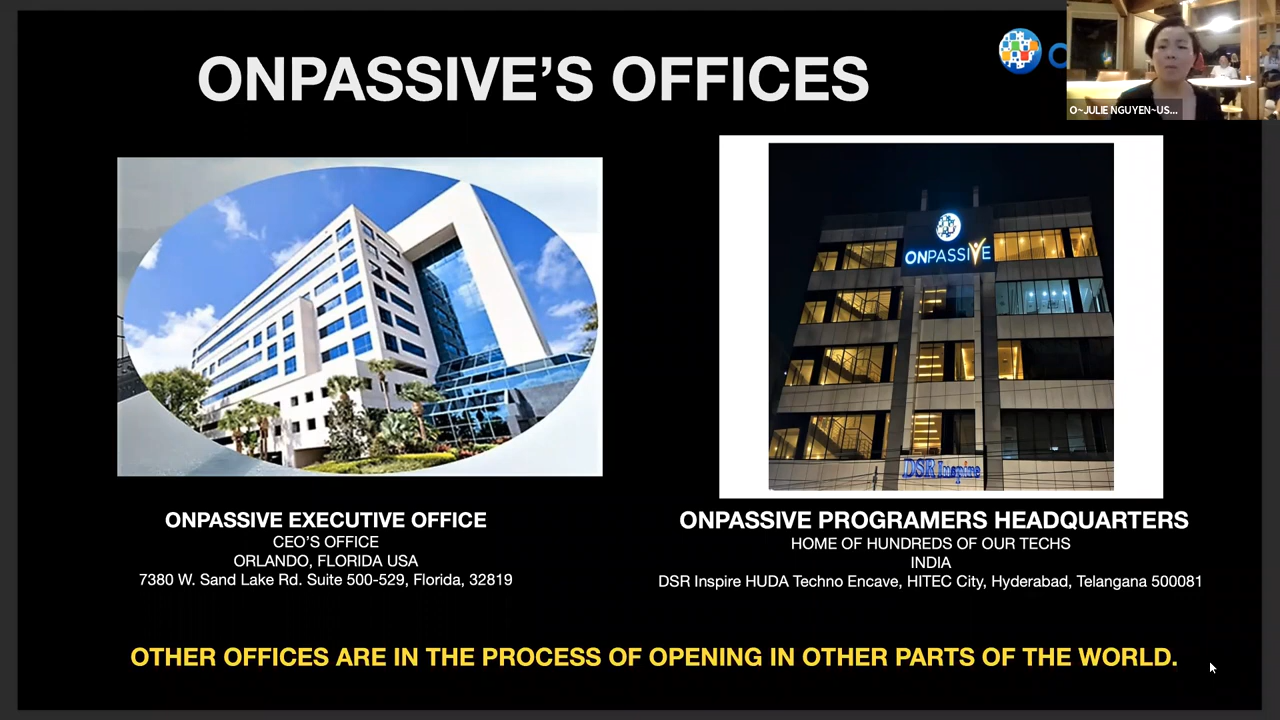 ONPASSIVE'S OFFICES
O~JULIE NGUYEN~US...
ONPASSIVE
DSR Inspire
ONPASSIVE EXECUTIVE OFFICE
CEO'S OFFICE
ORLANDO, FLORIDA USA
7380 W. Sand Lake Rd. Suite 500-529, Florida, 32819
ONPASSIVE PROGRAMERS HEADQUARTERS
HOME OF HUNDREDS OF OUR TECHS
INDIA
DSR Inspire HUDA Techno Encave, HITEC City, Hyderabad, Telangana 500081
OTHER OFFICES ARE IN THE PROCESS OF OPENING IN OTHER PARTS OF THE WORLD.